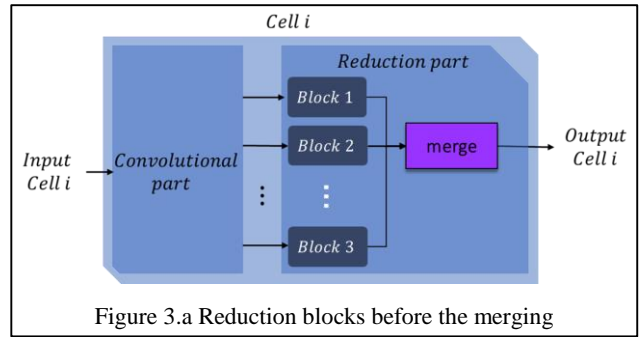 Cell i
Reduction part
Block 1
Block 2
Block 3
Convolutional
part
merge
Input
Cell i
Output
Cell i
Figure 3.a Reduction blocks before the merging